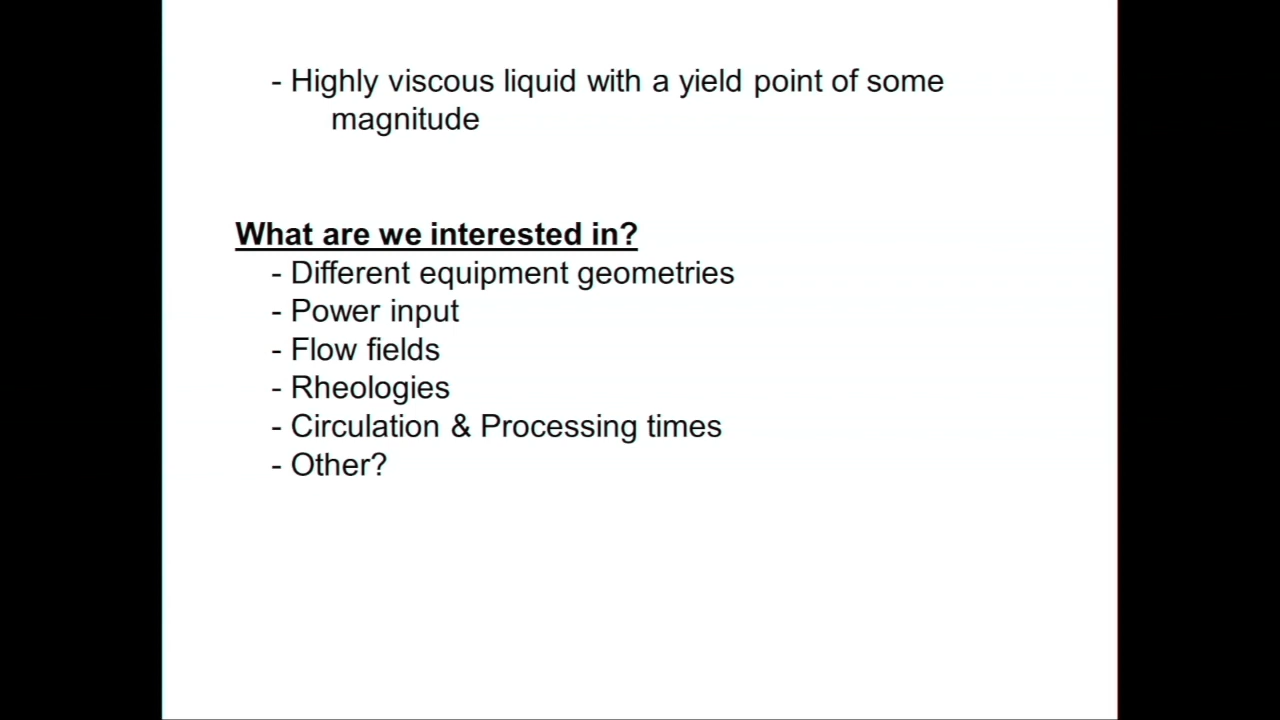 - Highly viscous liquid with a yield point of some
magnitude
What are we interested in?
- Different equipment geometries
- Power input
- Flow fields
- Rheologies
- Circulation & Processing times
- Other?